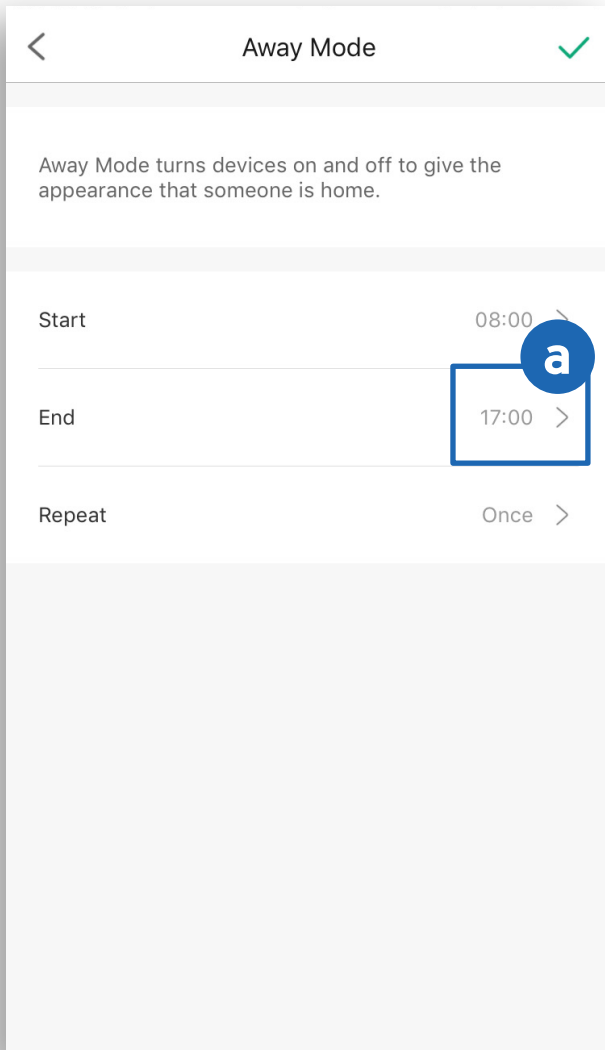 Away Mode
Away Mode turns devices on and off to give the
appearance that someone is home.
Start 08:00
a
End 17:00
Repeat Once